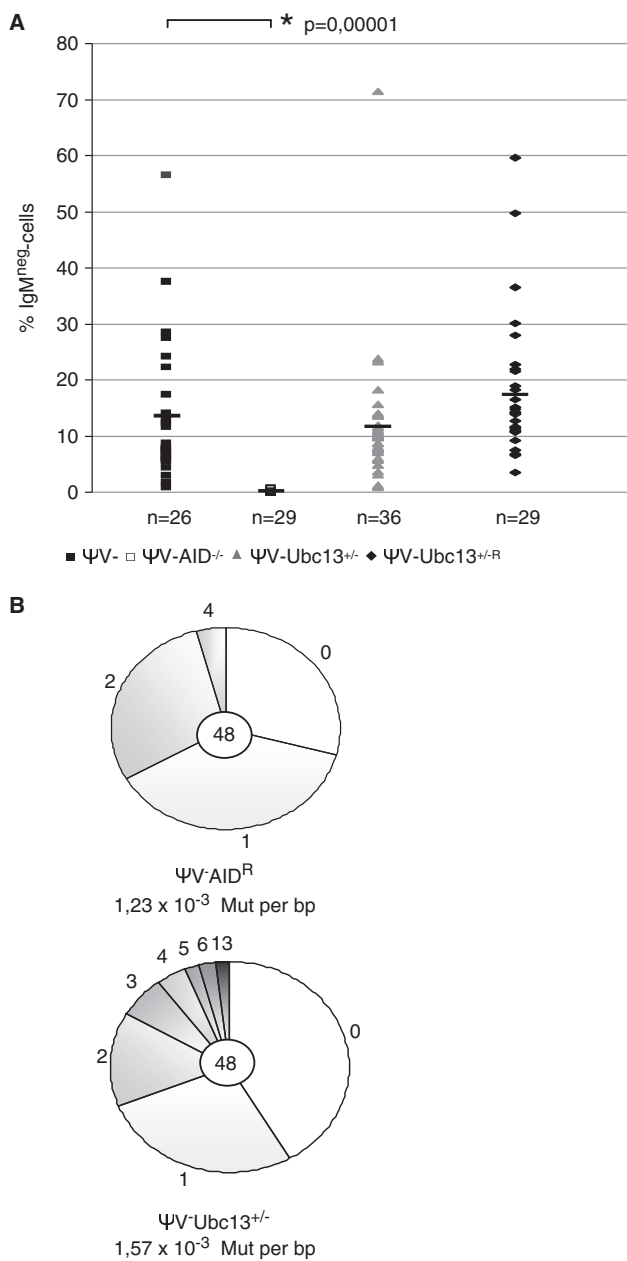 A
* p=0,00001
80
70
60
50
40
30
20
10
0
% IgMneg-cells
n=26 n=29 n=36 n=29
■ ΨV- □ ΨV-AID-/- ▲ ΨV-Ubc13+/- ◆ ΨV-Ubc13+/-R
B
4
0
2
48
1
ΨV-AIDR
1,23 x 10-3 Mut per bp
4 5 6 13
3
0
2
48
1
ΨV-Ubc13+/-
1,57 x 10-3 Mut per bp